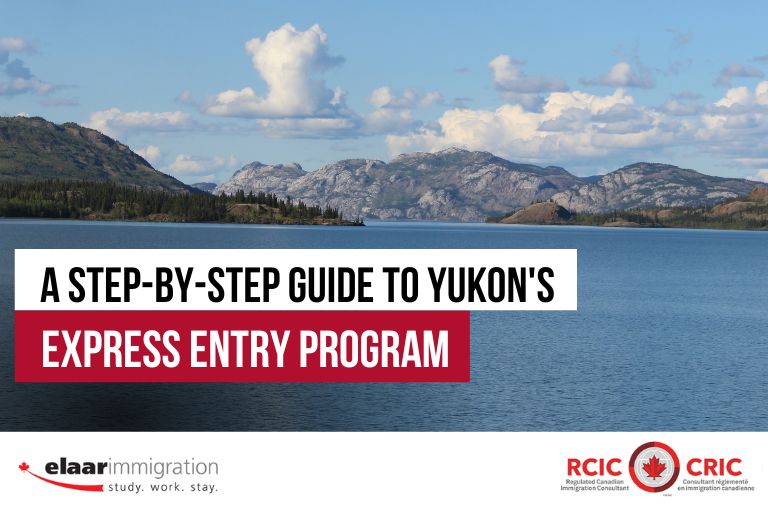 A STEP-BY-STEP GUIDE TO YUKON'S
EXPRESS ENTRY PROGRAM
elaarimmigration
study. work. stay.
RCIC CRIC
Regulated Canadian Immigration Consultant
Consultant réglementé en immigration canadienne